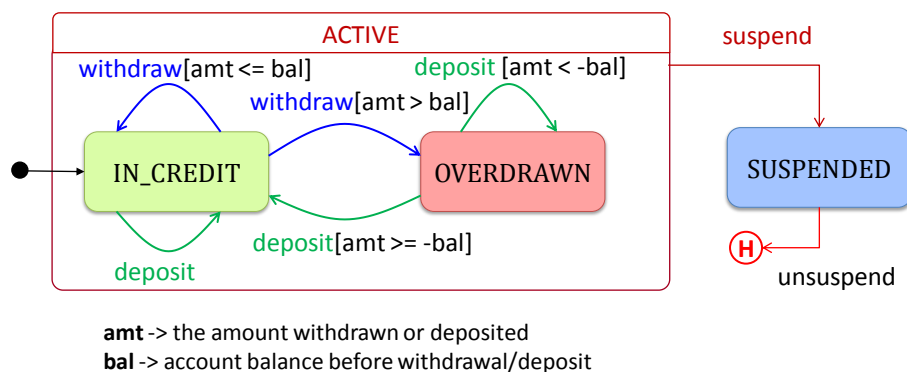 ACTIVE
suspend
withdraw[amt <= bal]
deposit [amt < -bal]
withdraw[amt > bal]
IN_CREDIT
OVERDRAWN
SUSPENDED
deposit[amt >= -bal]
H
deposit
unsuspend
amt -> the amount withdrawn or deposited
bal -> account balance before withdrawal/deposit